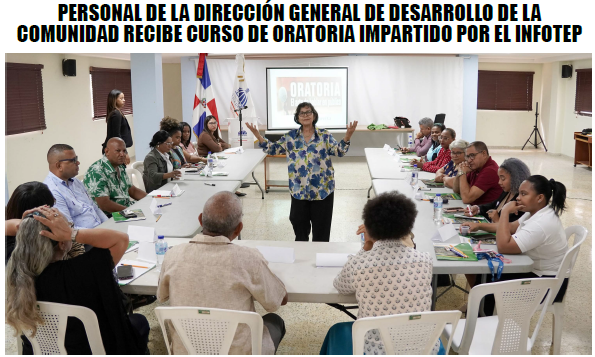 PERSONAL DE LA DIRECCIÓN GENERAL DE DESARROLLO DE LA
COMUNIDAD RECIBE CURSO DE ORATORIA IMPARTIDO POR EL INFOTEP
ORATORIA